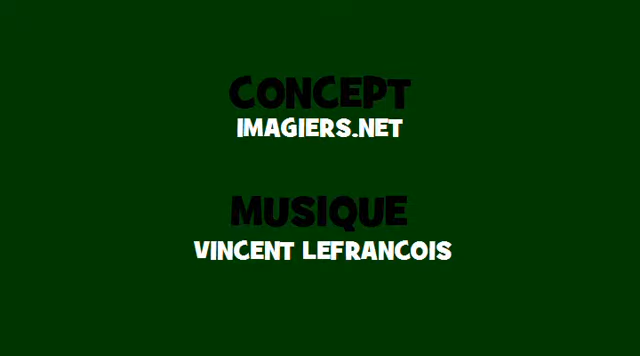 CONCEPT
IMAGIERS.NET
MUSIQUE
VINCENT LEFRANCOIS